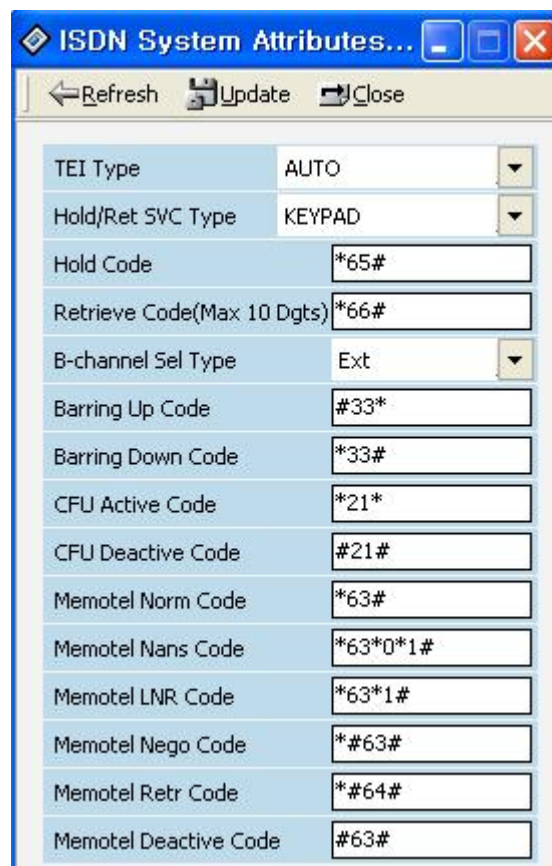 ISDN System Attributes...
Refresh Update Close
TEI Type AUTO
Hold/Ret SVC Type KEYPAD
Hold Code *65#
Retrieve Code(Max 10 Dgts) *66#
B-channel Sel Type Ext
Barring Up Code #33*
Barring Down Code *33#
CFU Active Code *21*
CFU Deactive Code #21#
Memotel Norm Code *63#
Memotel Nans Code *63*0*1#
Memotel LNR Code *63*1#
Memotel Nego Code *#63#
Memotel Retr Code *#64#
Memotel Deactive Code #63#